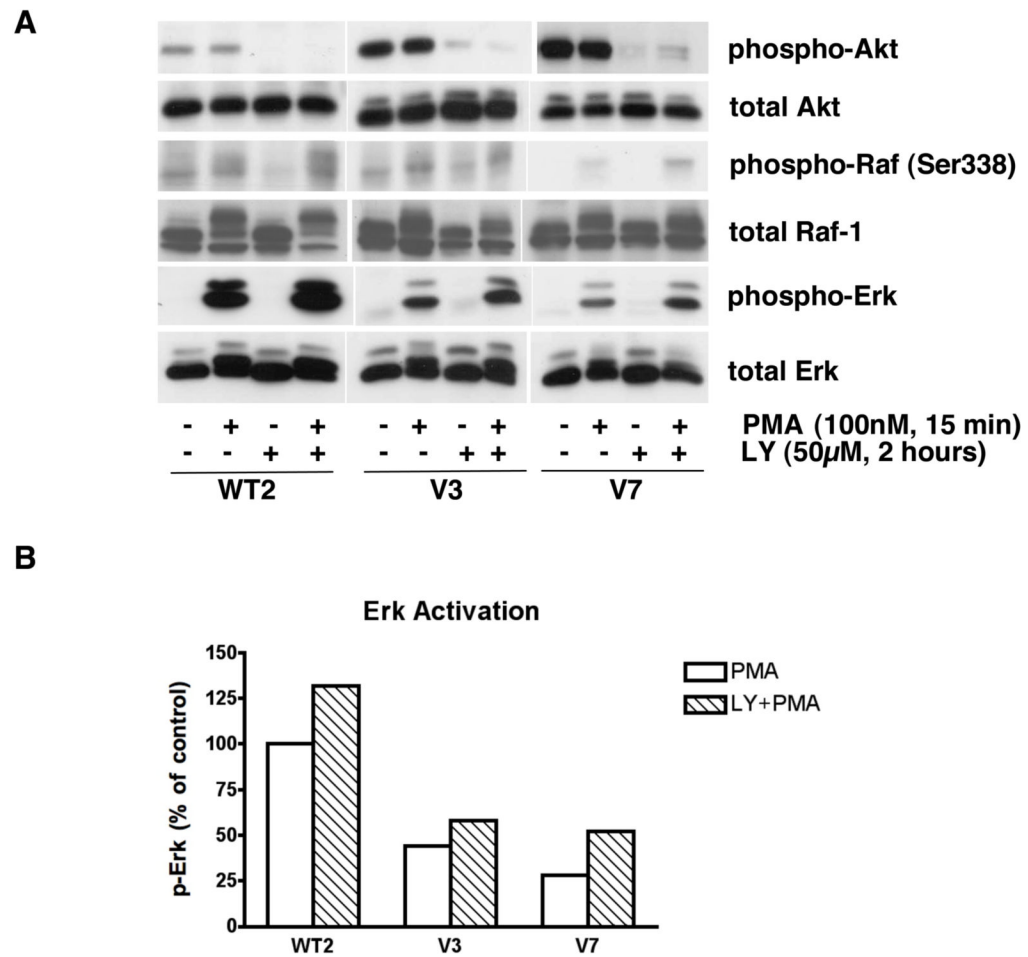 A
phospho-Akt
total Akt
phospho-Raf (Ser338)
total Raf-1
phospho-Erk
total Erk
- + - + - + - + - + - + PMA (100nM, 15 min)
- - + + - - + + - - + + LY (50µM, 2 hours)
WT2 V3 V7
B
Erk Activation
p-Erk (% of control)
150
125
100
75
50
25
0
WT2 V3 V7
PMA
LY+PMA